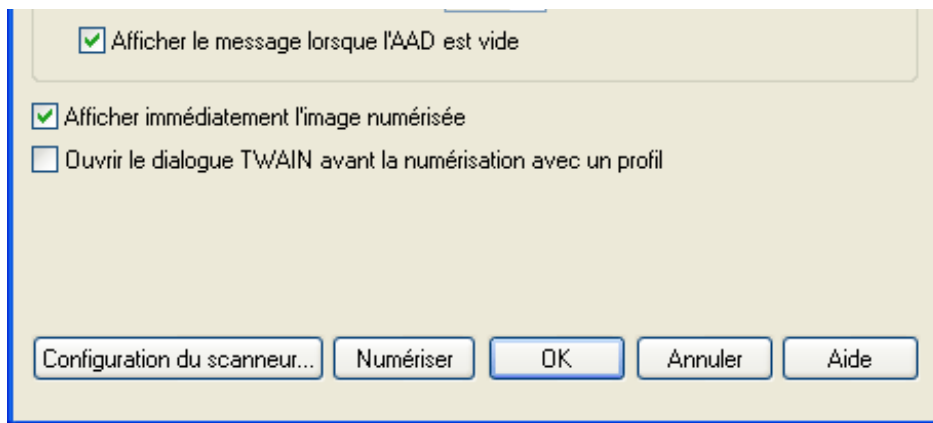 Afficher le message lorsque l'AAD est vide
Afficher immédiatement l'image numérisée
Ouvrir le dialogue TWAIN avant la numérisation avec un profil
Configuration du scanneur... Numériser OK Annuler Aide